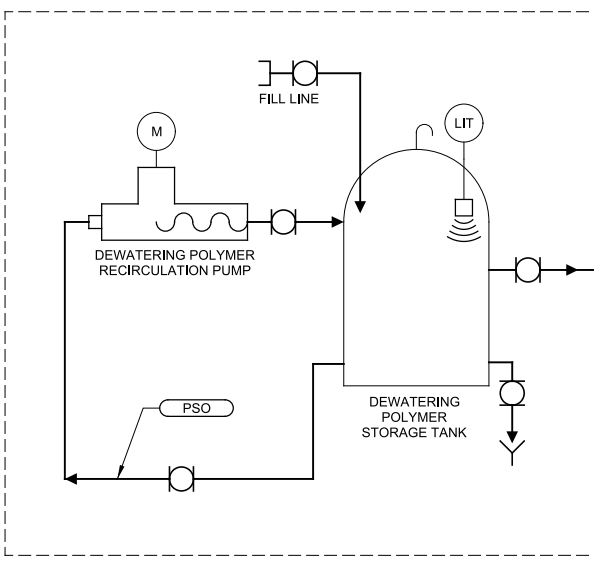 FILL LINE
M
LIT
DEWATERING POLYMER
RECIRCULATION PUMP
PSO
DEWATERING
POLYMER
STORAGE TANK